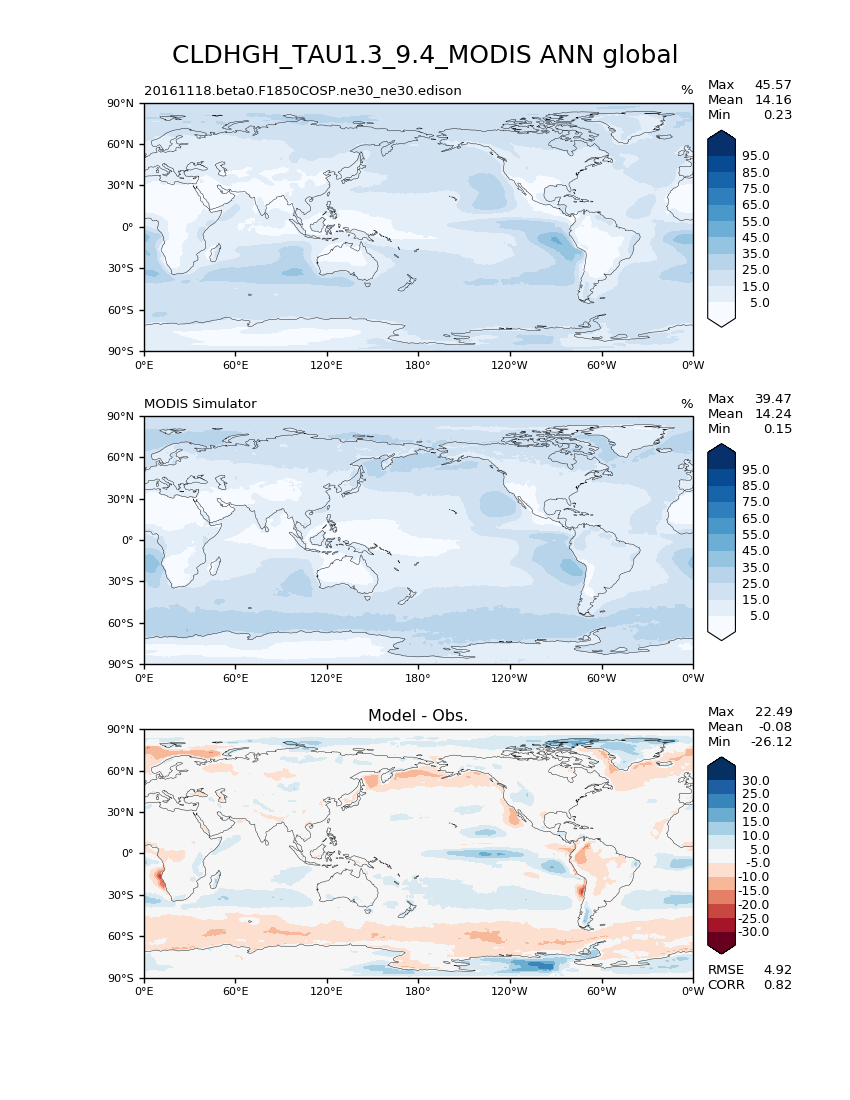 CLDHGH_TAU1.3_9.4_MODIS ANN global
20161118.beta0.F1850COSP.ne30_ne30.edison %
Max 45.57
Mean 14.16
Min 0.23
90°N
60°N
30°N
0°
30°S
60°S
90°S
0°E 60°E 120°E 180° 120°W 60°W 0°W
95.0
85.0
75.0
65.0
55.0
45.0
35.0
25.0
15.0
5.0
MODIS Simulator %
Max 39.47
Mean 14.24
Min 0.15
90°N
60°N
30°N
0°
30°S
60°S
90°S
0°E 60°E 120°E 180° 120°W 60°W 0°W
95.0
85.0
75.0
65.0
55.0
45.0
35.0
25.0
15.0
5.0
Model - Obs.
Max 22.49
Mean -0.08
Min -26.12
90°N
60°N
30°N
0°
30°S
60°S
90°S
0°E 60°E 120°E 180° 120°W 60°W 0°W
30.0
25.0
20.0
15.0
10.0
5.0
-5.0
-10.0
-15.0
-20.0
-25.0
-30.0
RMSE 4.92
CORR 0.82